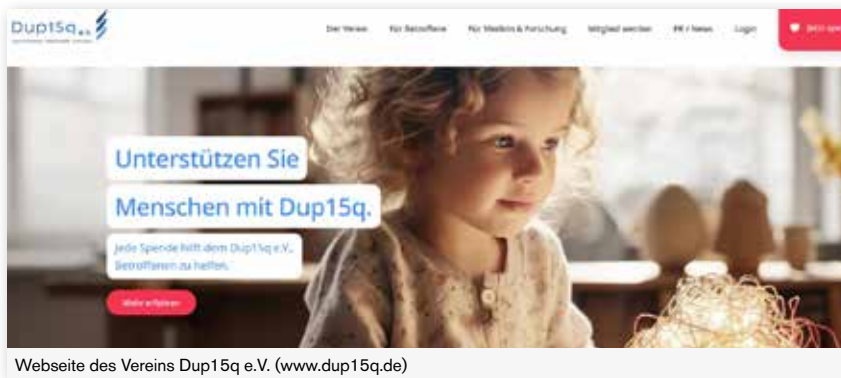 Dup15q e.V.
Der Verein Für Betroffene Für Medizin & Forschung Mitglied werden PR / News Login Jetzt
Unterstützen Sie
Menschen mit Dup15q.
Jede Spende hilft dem Dup15q e.V.,
Betroffenen zu helfen.
Mehr erfahren
Webseite des Vereins Dup15q e.V. (www.dup15q.de)